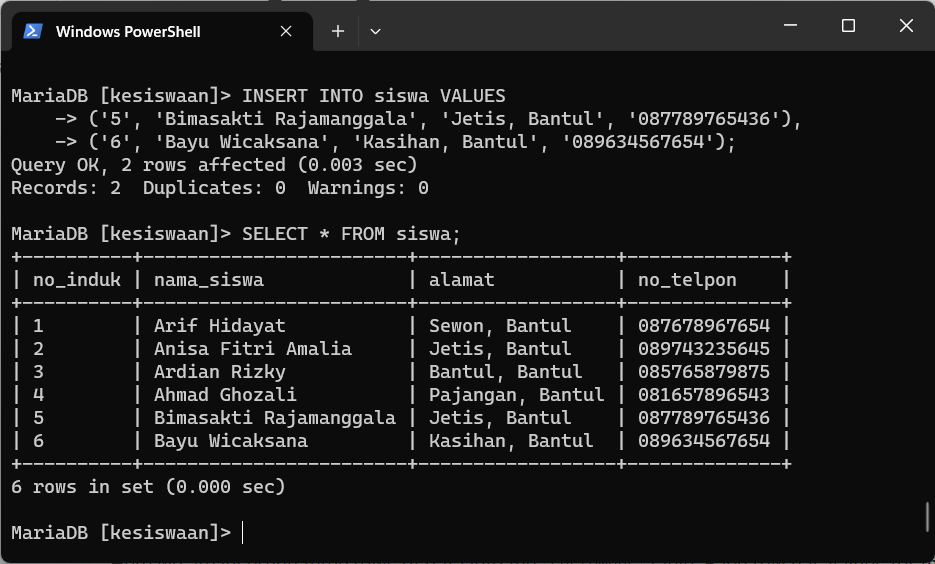 Windows PowerShell
MariaDB [kesiswaan]> INSERT INTO siswa VALUES
    -> ('5', 'Bimasakti Rajamanggala', 'Jetis, Bantul', '087789765436'),
    -> ('6', 'Bayu Wicaksana', 'Kasihan, Bantul', '089634567654');
Query OK, 2 rows affected (0.003 sec)
Records: 2  Duplicates: 0  Warnings: 0
MariaDB [kesiswaan]> SELECT * FROM siswa;
+----------+------------------------+------------------+--------------+
| no_induk | nama_siswa             | alamat           | no_telpon    |
+----------+------------------------+------------------+--------------+
| 1        | Arif Hidayat           | Sewon, Bantul    | 087678967654 |
| 2        | Anisa Fitri Amalia     | Jetis, Bantul    | 089743235645 |
| 3        | Ardian Rizky           | Bantul, Bantul   | 085765879875 |
| 4        | Ahmad Ghozali          | Pajangan, Bantul | 081657896543 |
| 5        | Bimasakti Rajamanggala | Jetis, Bantul    | 087789765436 |
| 6        | Bayu Wicaksana         | Kasihan, Bantul  | 089634567654 |
+----------+------------------------+------------------+--------------+
6 rows in set (0.000 sec)
MariaDB [kesiswaan]>